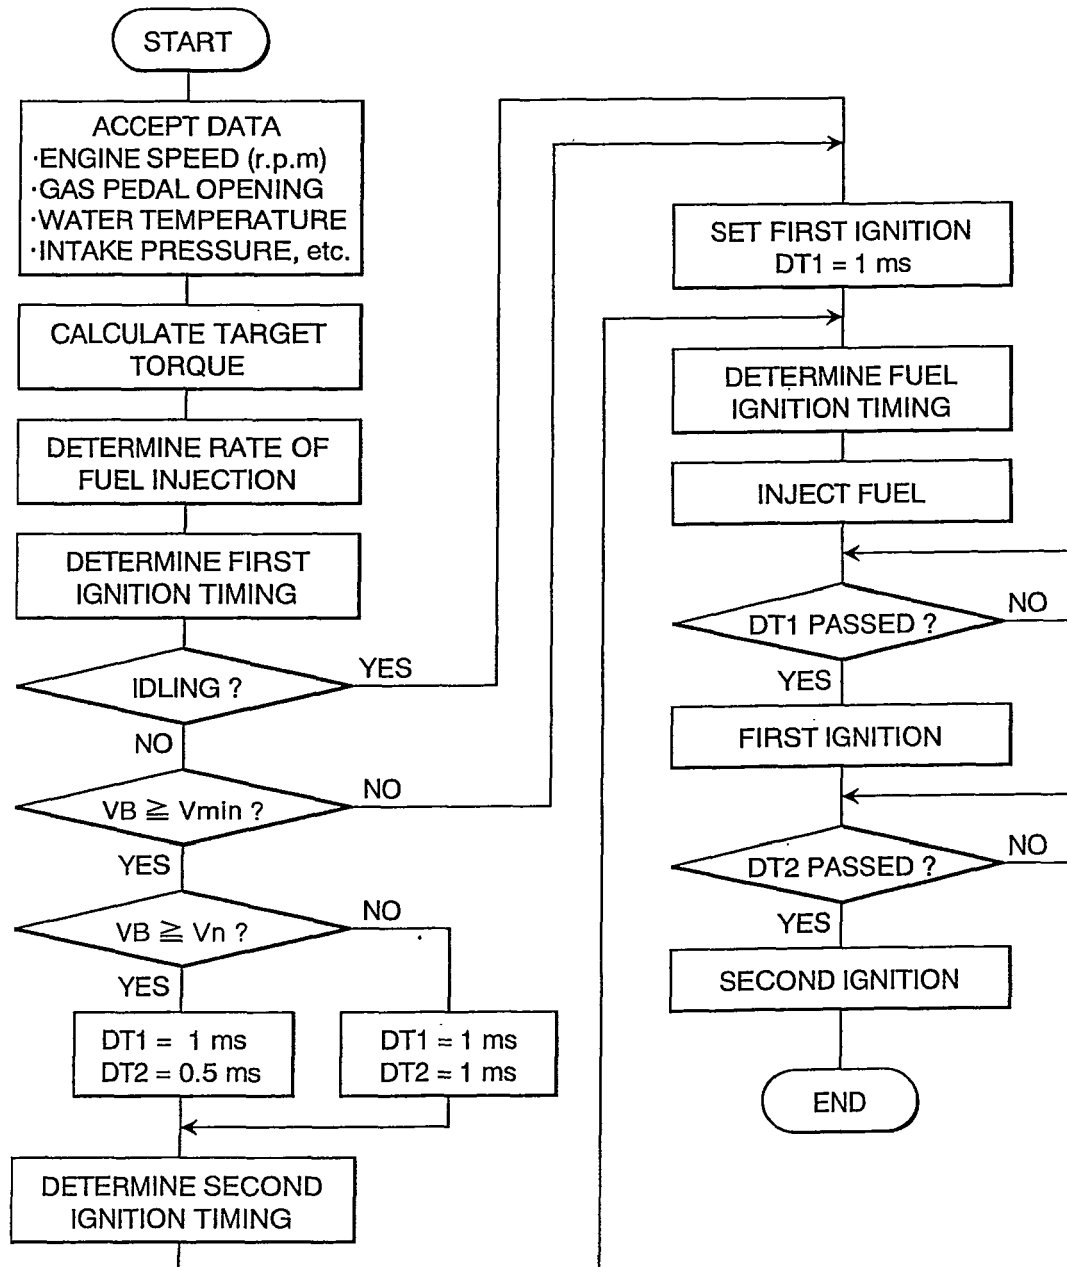 START
ACCEPT DATA
·ENGINE SPEED (r.p.m)
·GAS PEDAL OPENING
·WATER TEMPERATURE
·INTAKE PRESSURE, etc.
CALCULATE TARGET
TORQUE
DETERMINE RATE OF
FUEL INJECTION
DETERMINE FIRST
IGNITION TIMING
IDLING ?
YES
NO
VB ≧ Vmin ?
NO
YES
VB ≧ Vn ?
NO
YES
DT1 = 1 ms
DT2 = 0.5 ms
DT1 = 1 ms
DT2 = 1 ms
DETERMINE SECOND
IGNITION TIMING
SET FIRST IGNITION
DT1 = 1 ms
DETERMINE FUEL
IGNITION TIMING
INJECT FUEL
DT1 PASSED ?
NO
YES
FIRST IGNITION
DT2 PASSED ?
NO
YES
SECOND IGNITION
END